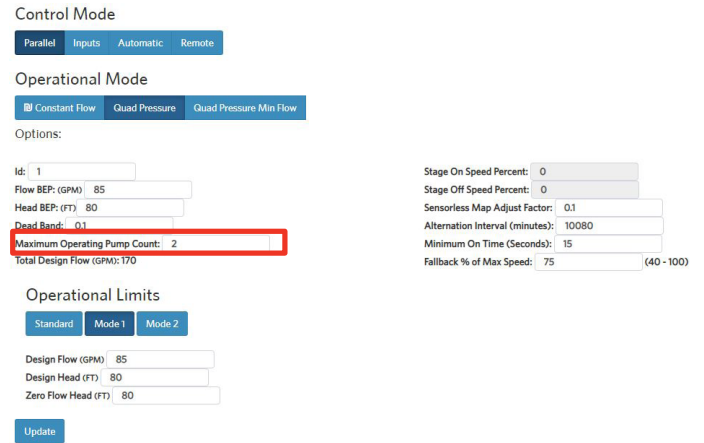 Control Mode
Parallel Inputs Automatic Remote
Operational Mode
₪ Constant Flow Quad Pressure Quad Pressure Min Flow
Options:
Id: 1
Flow BEP: (GPM) 85
Head BEP: (FT) 80
Dead Band: 0.1
Maximum Operating Pump Count: 2
Total Design Flow (GPM): 170
Stage On Speed Percent: 0
Stage Off Speed Percent: 0
Sensorless Map Adjust Factor: 0.1
Alternation Interval (minutes): 10080
Minimum On Time (Seconds): 15
Fallback % of Max Speed: 75 (40 - 100)
Operational Limits
Standard Mode 1 Mode 2
Design Flow (GPM) 85
Design Head (FT) 80
Zero Flow Head (FT) 80
Update